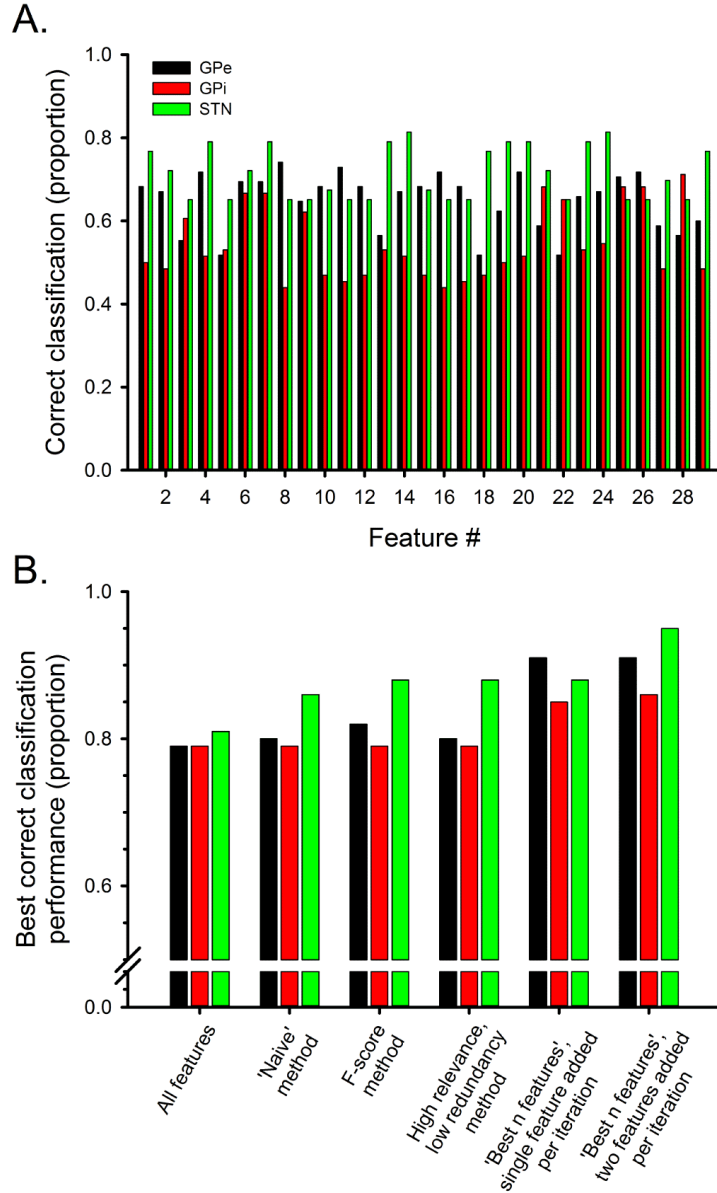 A.
Correct classification (proportion)
1.0
0.8
0.6
0.4
0.2
0.0
GPe
GPi
STN
2 4 6 8 10 12 14 16 18 20 22 24 26 28
Feature #
B.
Best correct classification
performance (proportion)
1.0
0.8
0.6
0.0
All features
'Naive'
method
F-score
method
High relevance,
low redundancy
method
'Best n features',
single feature added
per iteration
'Best n features',
two features added
per iteration